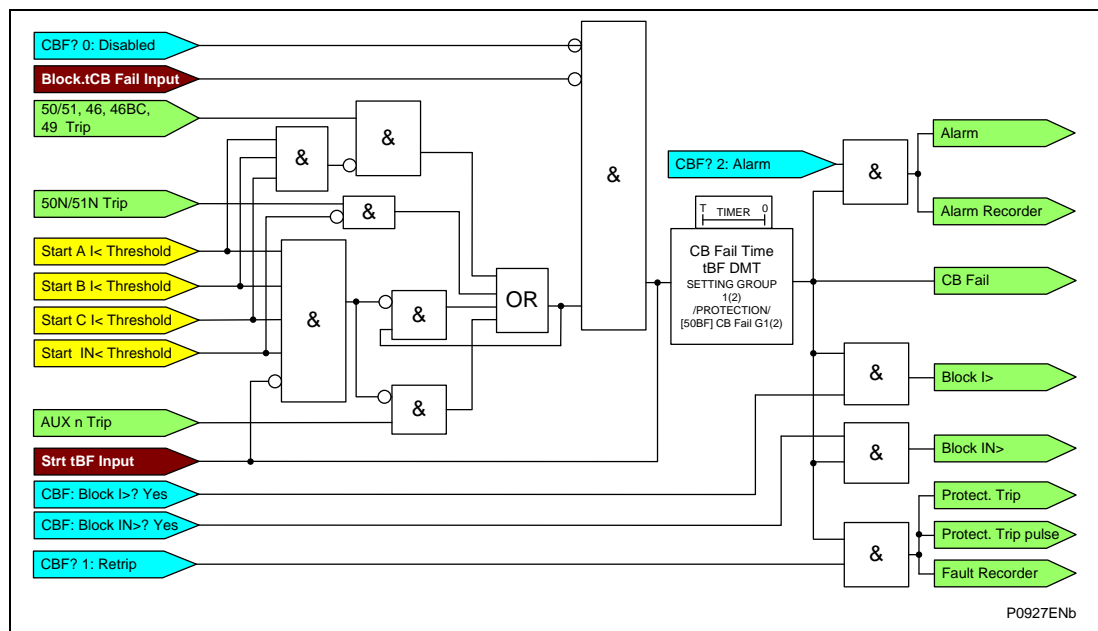 CBF? 0: Disabled
Block.tCB Fail Input
50/51, 46, 46BC,
49 Trip
50N/51N Trip
Start A I< Threshold
Start B I< Threshold
Start C I< Threshold
Start IN< Threshold
AUX n Trip
Strt tBF Input
CBF: Block I>? Yes
CBF: Block IN>? Yes
CBF? 1: Retrip
&
&
&
&
&
&
OR
&
CBF? 2: Alarm
T TIMER 0
CB Fail Time
tBF DMT
SETTING GROUP
1(2)
/PROTECTION/
[50BF] CB Fail G1(2)
&
&
&
&
Alarm
Alarm Recorder
CB Fail
Block I>
Block IN>
Protect. Trip
Protect. Trip pulse
Fault Recorder
P0927ENb